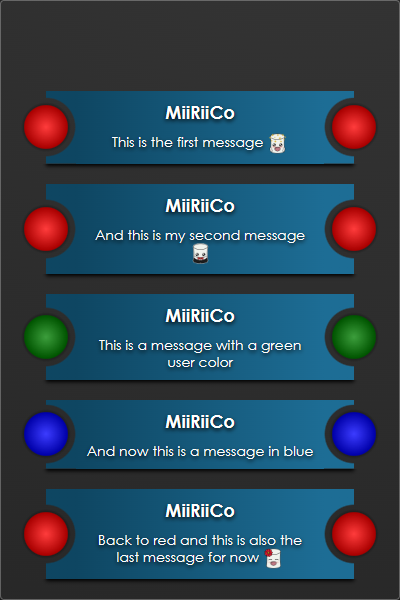 MiiRiiCo
This is the first message
MiiRiiCo
And this is my second message
MiiRiiCo
This is a message with a green
user color
MiiRiiCo
And now this is a message in blue
MiiRiiCo
Back to red and this is also the
last message for now